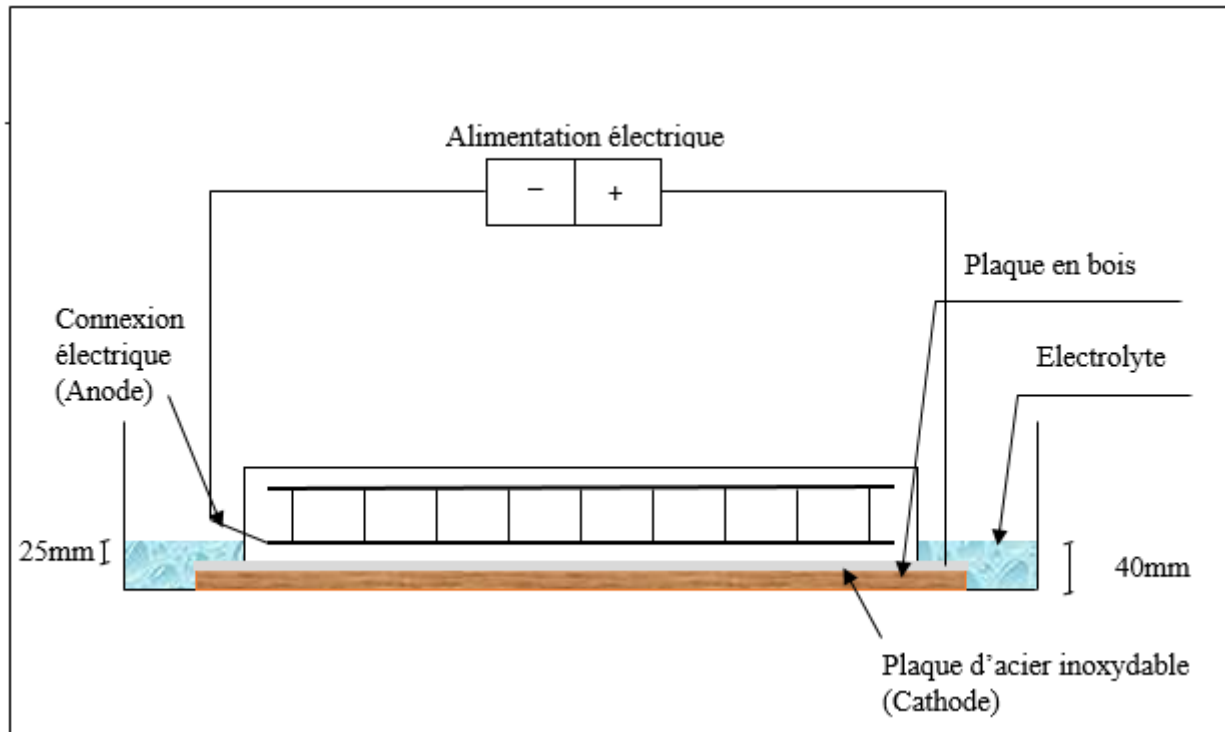 Alimentation électrique
− +
Plaque en bois
Connexion
électrique
(Anode)
Electrolyte
25mm
40mm
Plaque d’acier inoxydable
(Cathode)